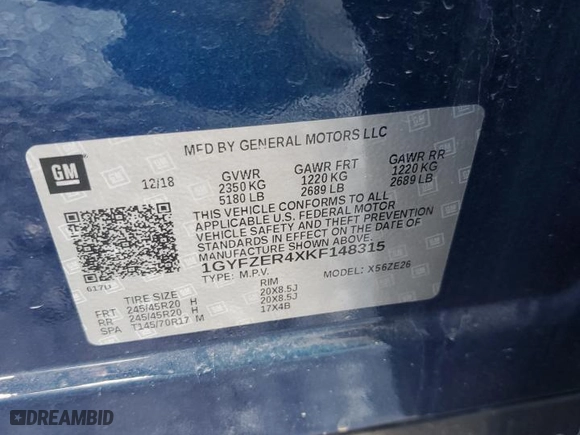 MFD BY GENERAL MOTORS LLC
GM
12/18
GVWR GAWR FRT GAWR RR
2350 KG 1220 KG 1220 KG
5180 LB 2689 LB 2689 LB
THIS VEHICLE CONFORMS TO ALL
APPLICABLE U.S. FEDERAL MOTOR
VEHICLE SAFETY AND THEFT PREVENTION
STANDARDS IN EFFECT ON THE DATE OF
MANUFACTURE SHOWN ABOVE.
1GYFZER4XKF148315
617U
TYPE: M.P.V. MODEL: X56ZE26
TIRE SIZE RIM
FRT 245/45R20 H 20X8.5J
RR 245/45R20 H 20X8.5J
SPA T145/70R17 M 17X4B
DREAMBID